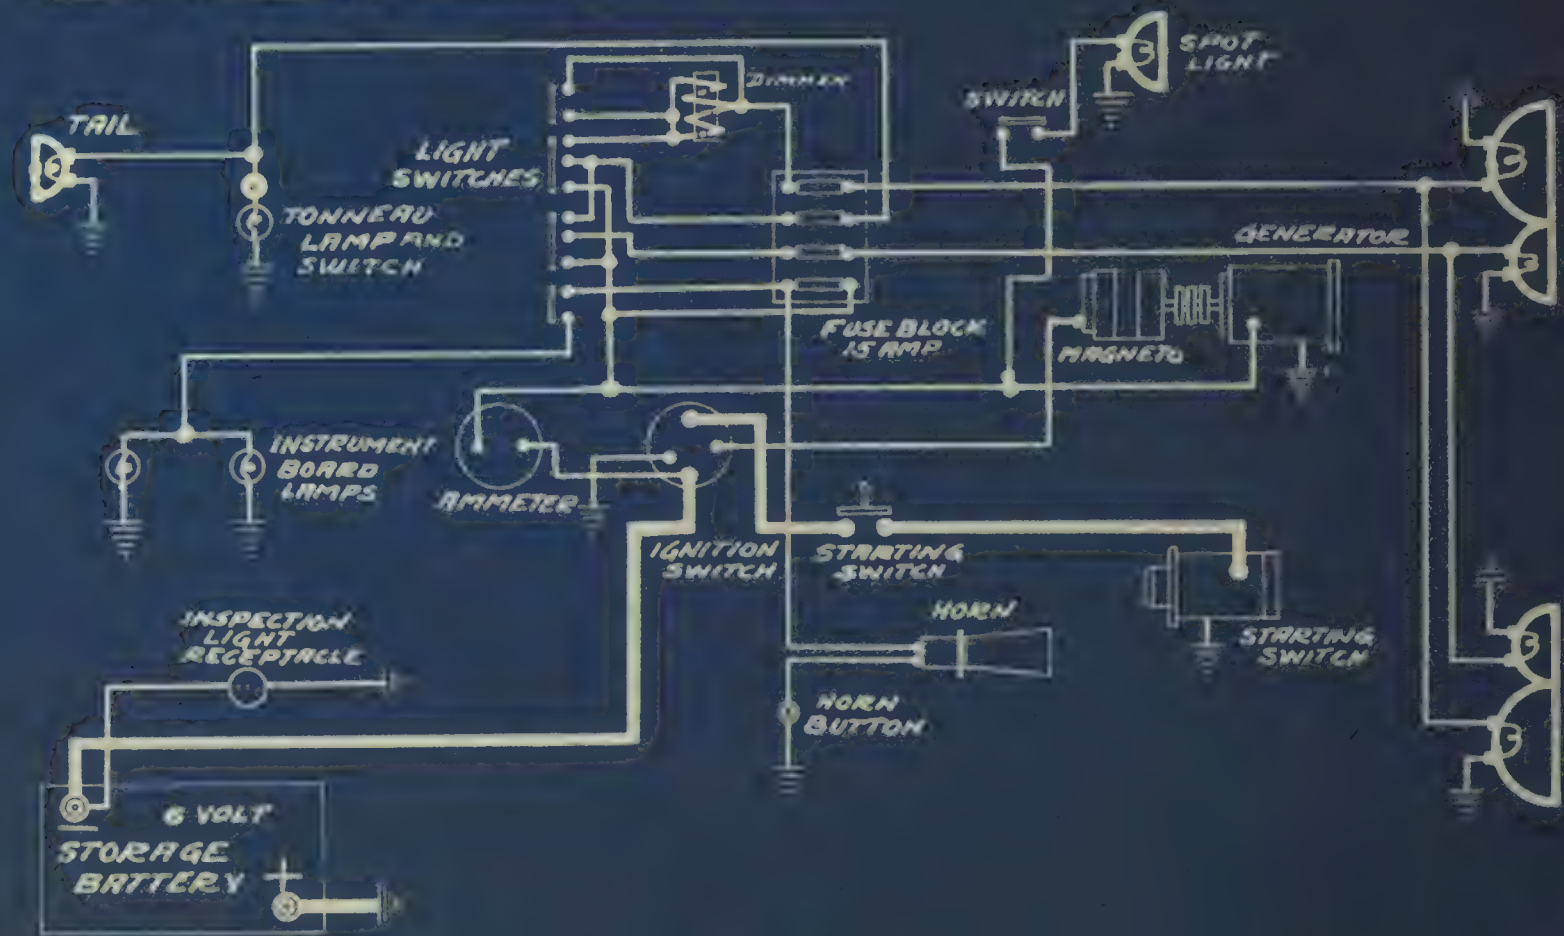 SPOT
LIGHT
DIMMER
SWITCH
TAIL
LIGHT
SWITCHES
TONNEAU
LAMP AND
SWITCH
GENERATOR
FUSE BLOCK
15 AMP
MAGNETO
INSTRUMENT
BOARD
LAMPS
AMMETER
IGNITION
SWITCH
STARTING
SWITCH
HORN
STARTING
SWITCH
INSPECTION
LIGHT
RECEPTACLE
HORN
BUTTON
6 VOLT
STORAGE
BATTERY